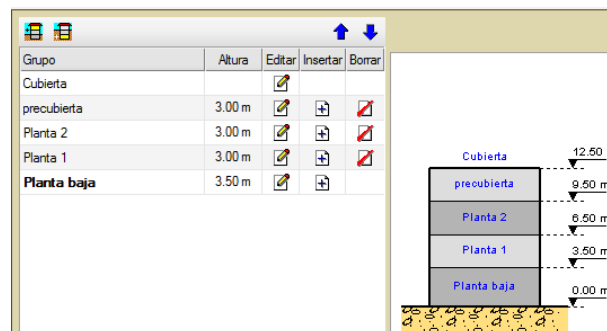 Grupo Altura Editar Insertar Borrar
Cubierta
precubierta 3.00 m
Planta 2 3.00 m
Planta 1 3.00 m
Planta baja 3.50 m
Cubierta 12.50
precubierta 9.50 m
Planta 2 6.50 m
Planta 1 3.50 m
Planta baja 0.00 m